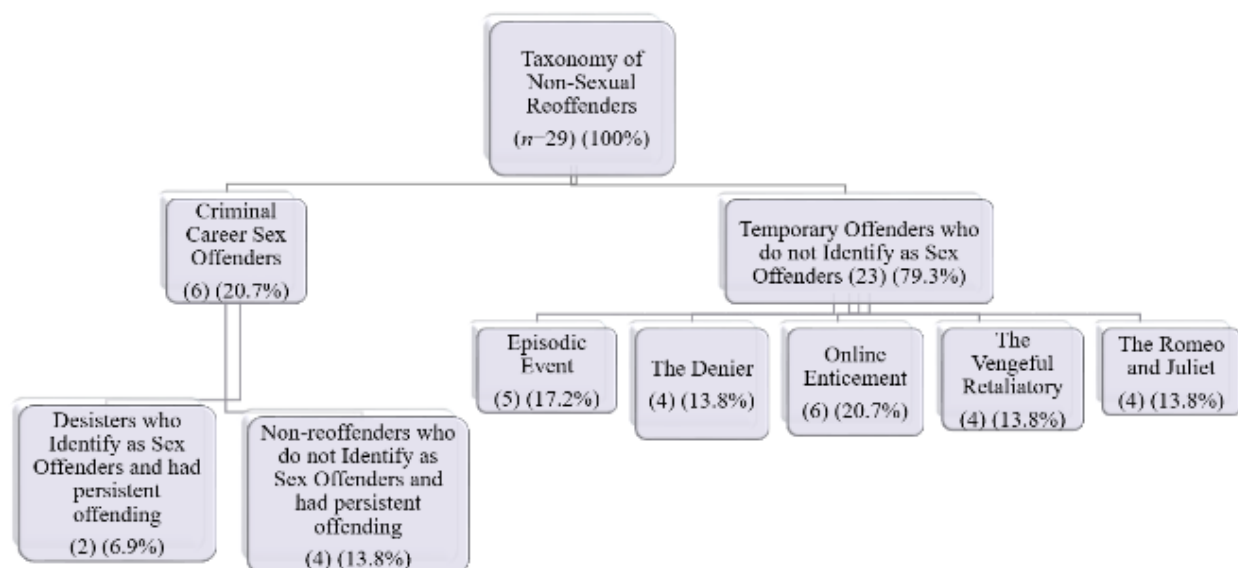 Taxonomy of
Non-Sexual
Reoffenders
(n=29) (100%)
Criminal
Career Sex
Offenders
(6) (20.7%)
Temporary Offenders who
do not Identify as Sex
Offenders (23) (79.3%)
Episodic
Event
(5) (17.2%)
The Denier
(4) (13.8%)
Online
Enticement
(6) (20.7%)
The
Vengeful
Retaliatory
(4) (13.8%)
The Romeo
and Juliet
(4) (13.8%)
Desisters who
Identify as Sex
Offenders and had
persistent
offending
(2) (6.9%)
Non-reoffenders who
do not Identify as
Sex Offenders and
had persistent
offending
(4) (13.8%)